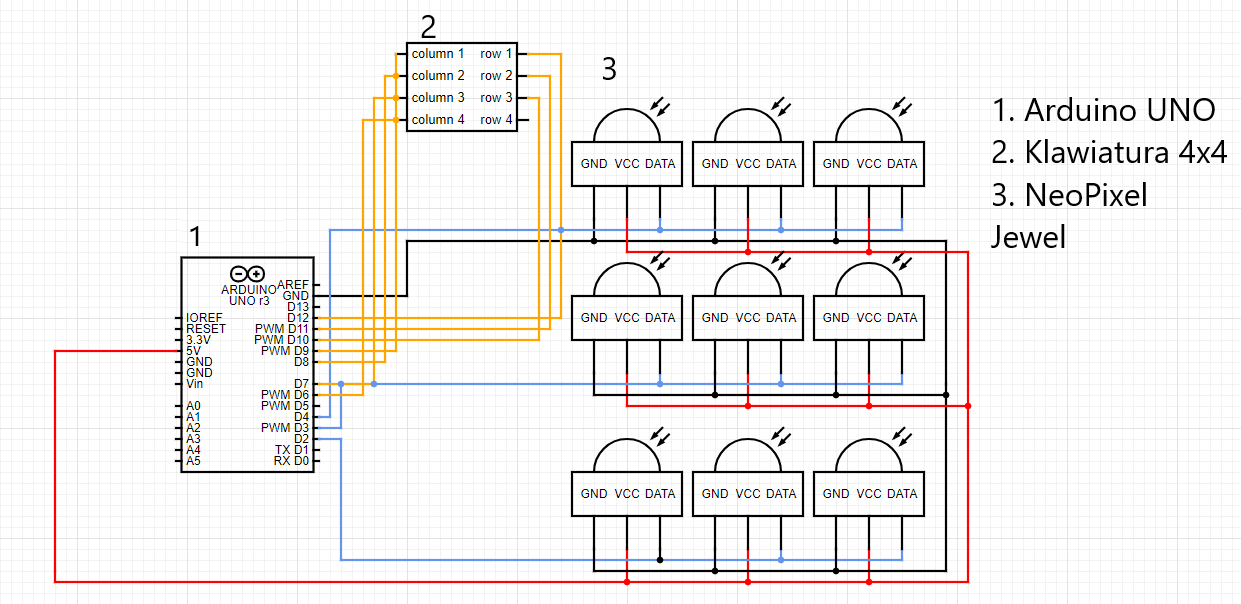 2
column 1 row 1
column 2 row 2
column 3 row 3
column 4 row 4
3
1. Arduino UNO
2. Klawiatura 4x4
3. NeoPixel
Jewel
GND VCC DATA GND VCC DATA GND VCC DATA
1
ARDUINO
UNO r3
AREF
GND
D13
IOREF D12
RESET PWM D11
3.3V PWM D10
5V PWM D9
GND D8
GND
Vin D7
PWM D6
A0 PWM D5
A1 D4
A2 PWM D3
A3 D2
A4 TX D1
A5 RX D0
GND VCC DATA GND VCC DATA GND VCC DATA
GND VCC DATA GND VCC DATA GND VCC DATA